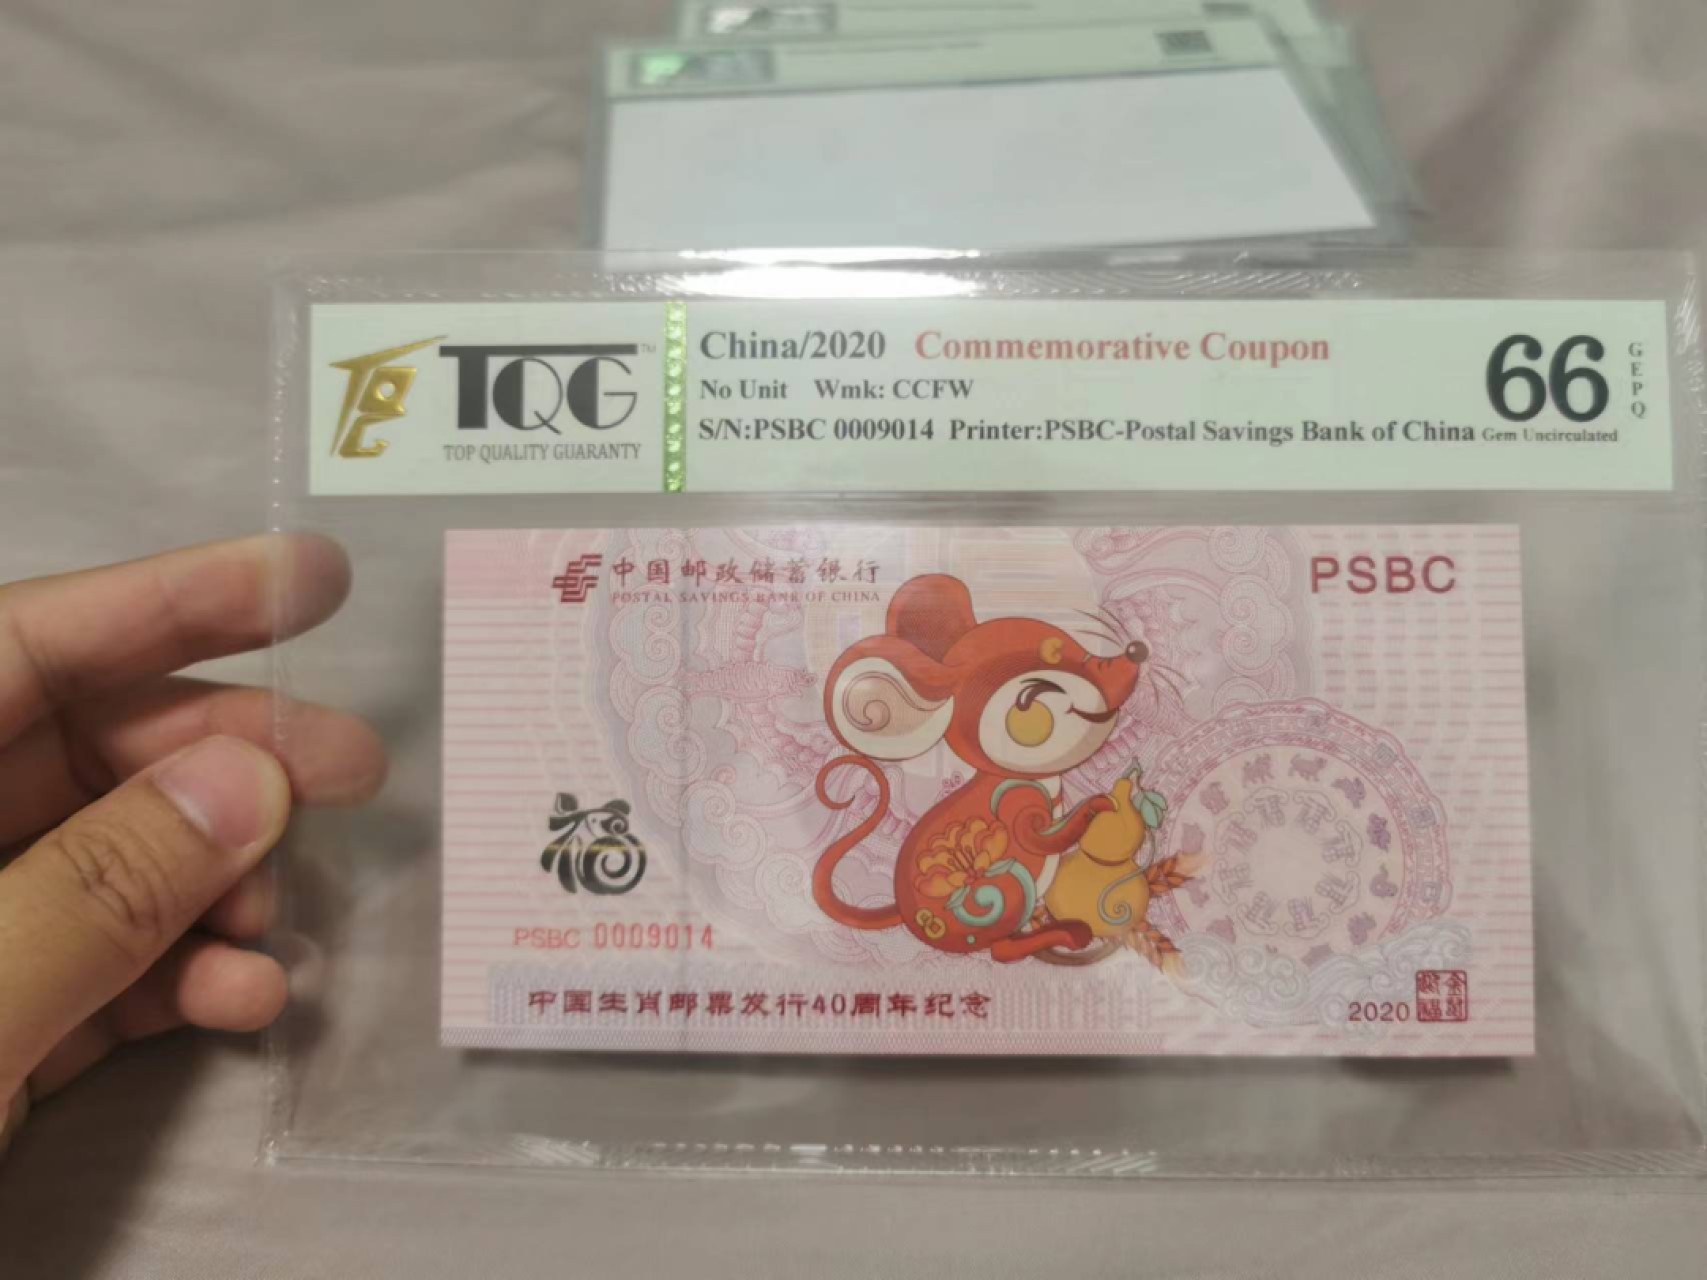 TQG™
TOP QUALITY GUARANTY
China/2020 Commemorative Coupon
No Unit Wmk: CCFW
S/N:PSBC 0009014 Printer:PSBC-Postal Savings Bank of China
66
Gem Uncirculated
GEPQ
中国邮政储蓄银行
POSTAL SAVINGS BANK OF CHINA
PSBC
福
PSBC 0009014
中国生肖邮票发行40周年纪念
2020